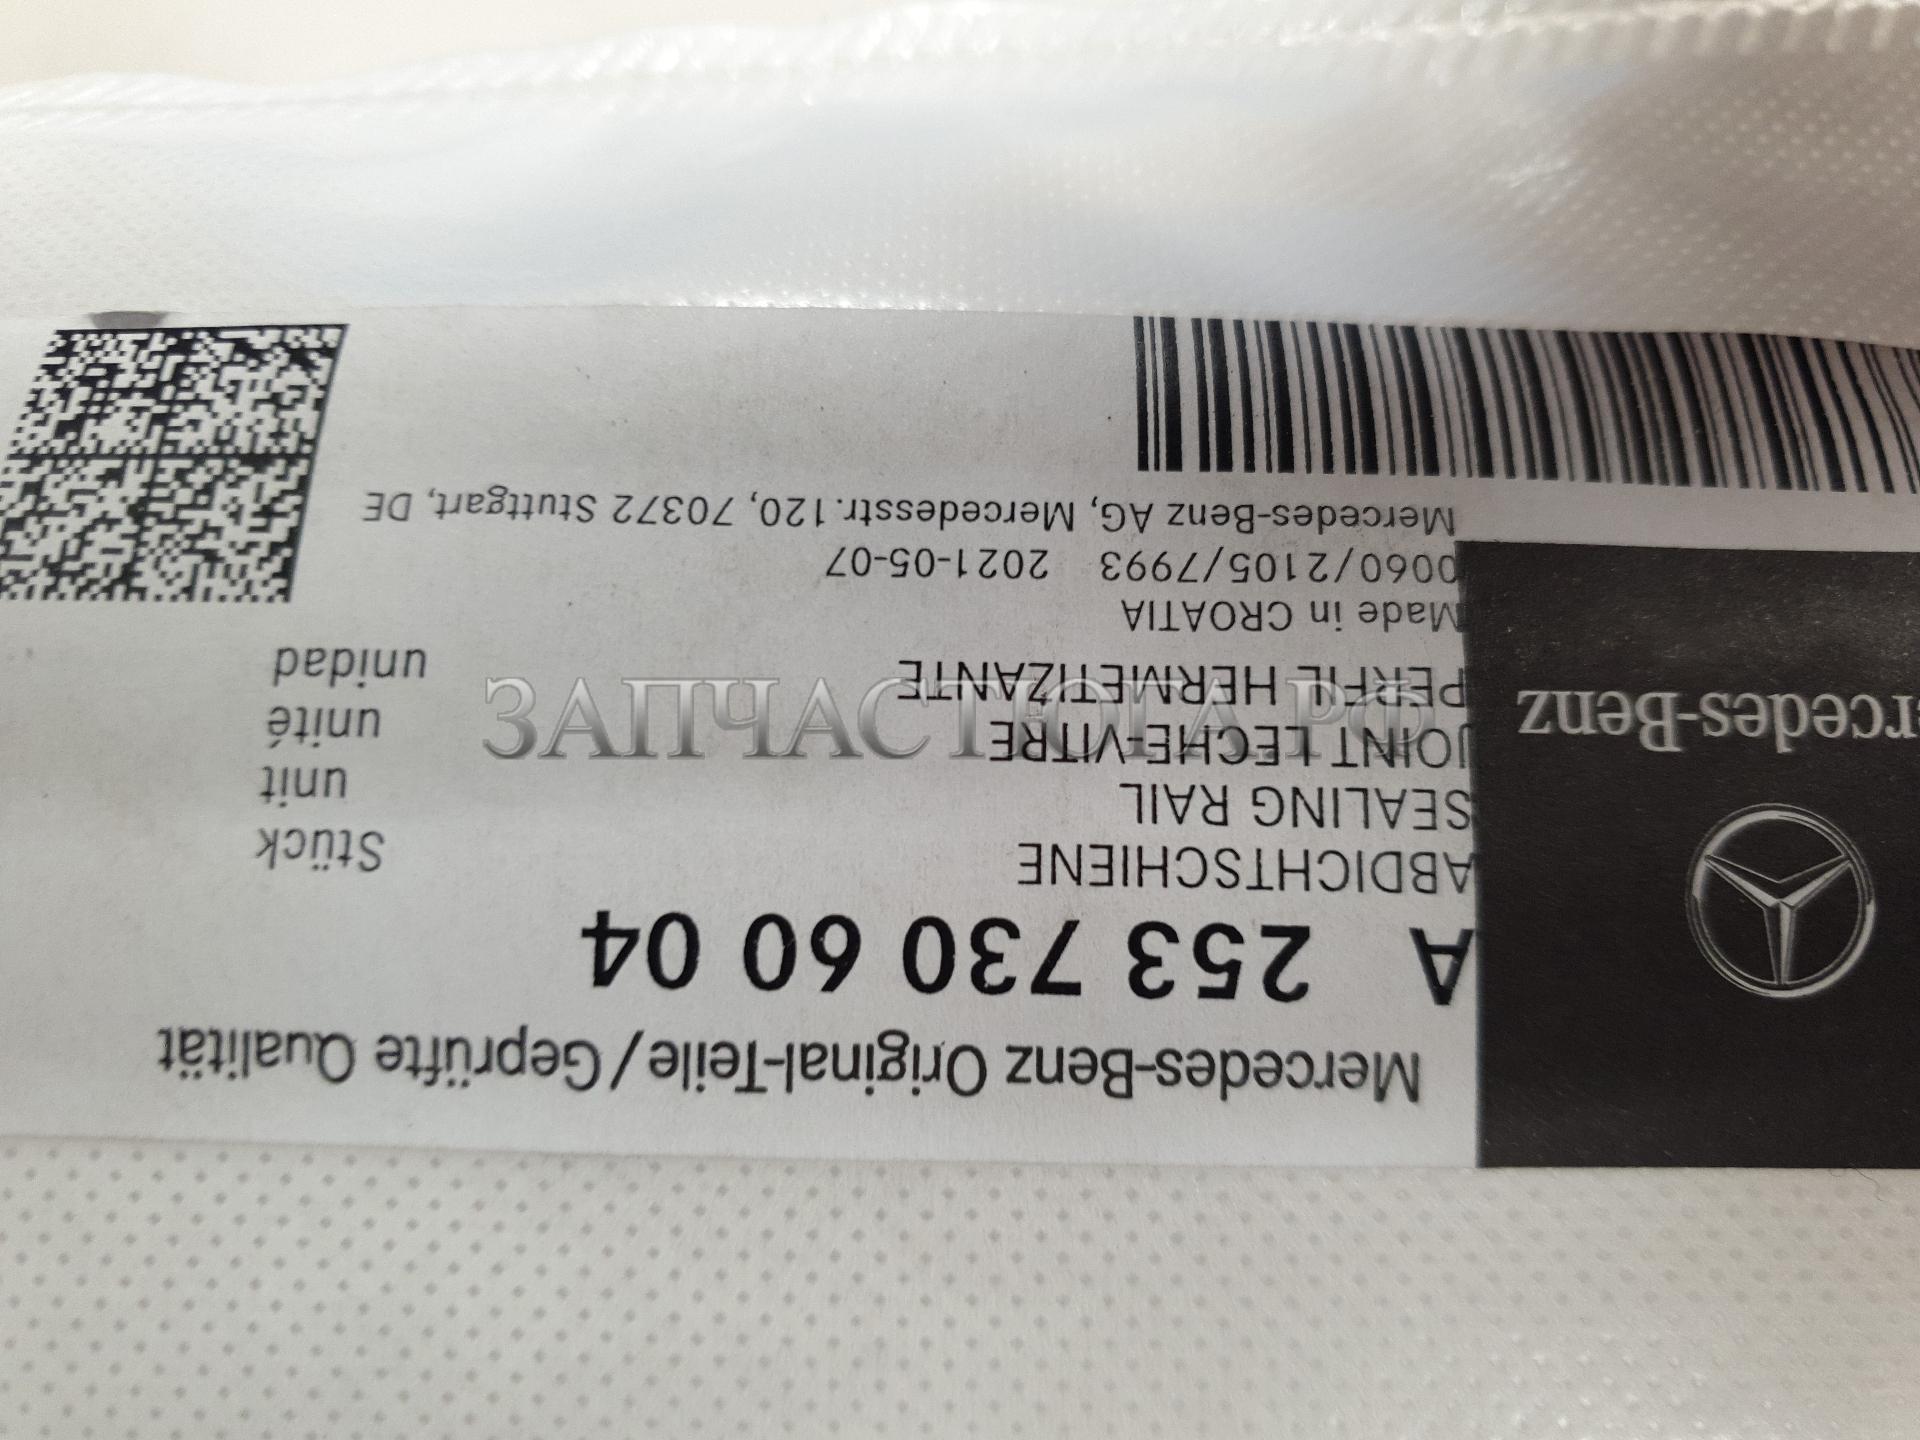 Mercedes-Benz Original-Teile/Geprüfte Qualität
A 253 730 60 04
ABDICHTSCHIENE Stück
SEALING RAIL unit
JOINT LECHE-VITRE unité
PERFIL HERMETIZANTE unidad
Made in CROATIA
0060/2105/7993 2021-05-07
Mercedes-Benz AG, Mercedesstr.120, 70372 Stuttgart, DE
rcedes-Benz
ЗАПЧАСТЮГА.РФ